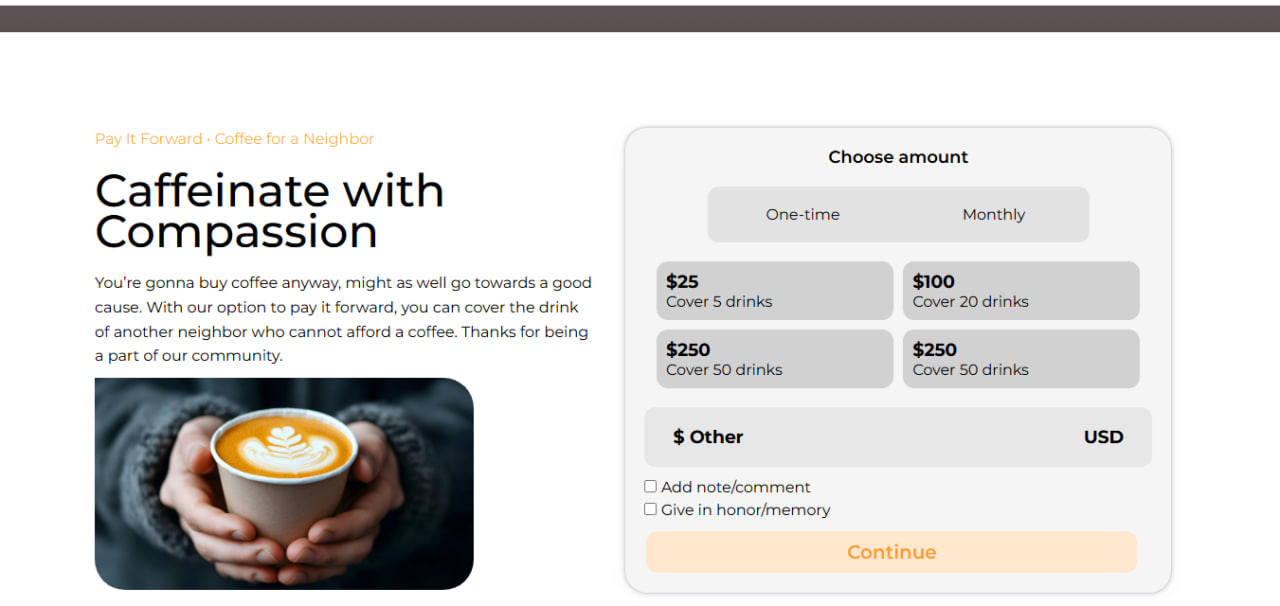 Pay It Forward · Coffee for a Neighbor
Caffeinate with
Compassion
You’re gonna buy coffee anyway, might as well go towards a good
cause. With our option to pay it forward, you can cover the drink
of another neighbor who cannot afford a coffee. Thanks for being
a part of our community.
Choose amount
One-time Monthly
$25 $100
Cover 5 drinks Cover 20 drinks
$250 $250
Cover 50 drinks Cover 50 drinks
$ Other USD
Add note/comment
Give in honor/memory
Continue